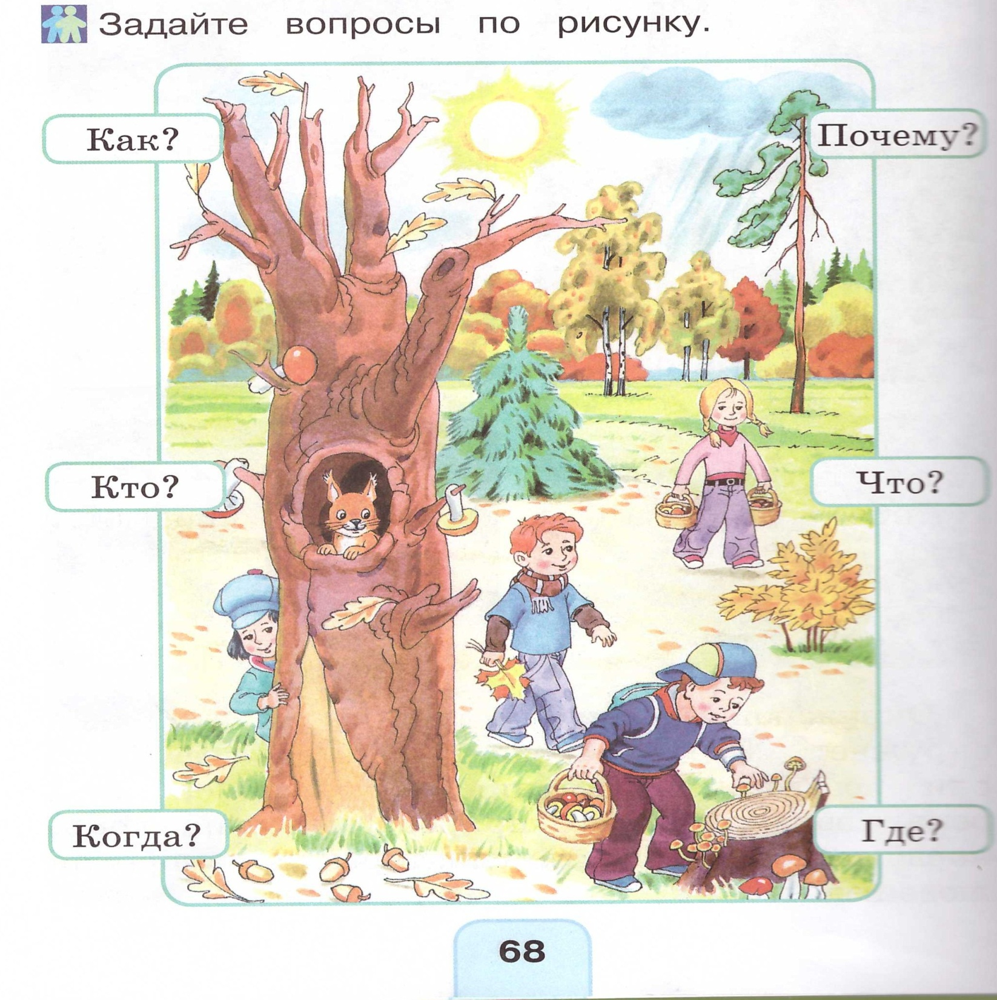 Задайте вопросы по рисунку.
Как?
Почему?
Кто?
Что?
Когда?
Где?
68